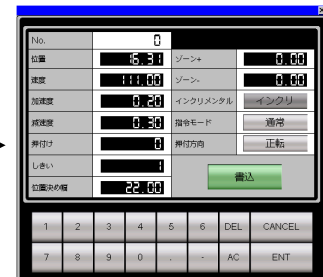 No. 0
位置 16.31 ゾーン+ 0.00
速度 111.00 ゾーン- 0.00
加速度 0.20 インクリメンタル インクリ
減速度 0.30 指令モード 通常
押付け 0 押付方向 正転
しきい 1
位置決め幅 22.00 書込
1 2 3 4 5 6 DEL CANCEL
7 8 9 0 . - AC ENT